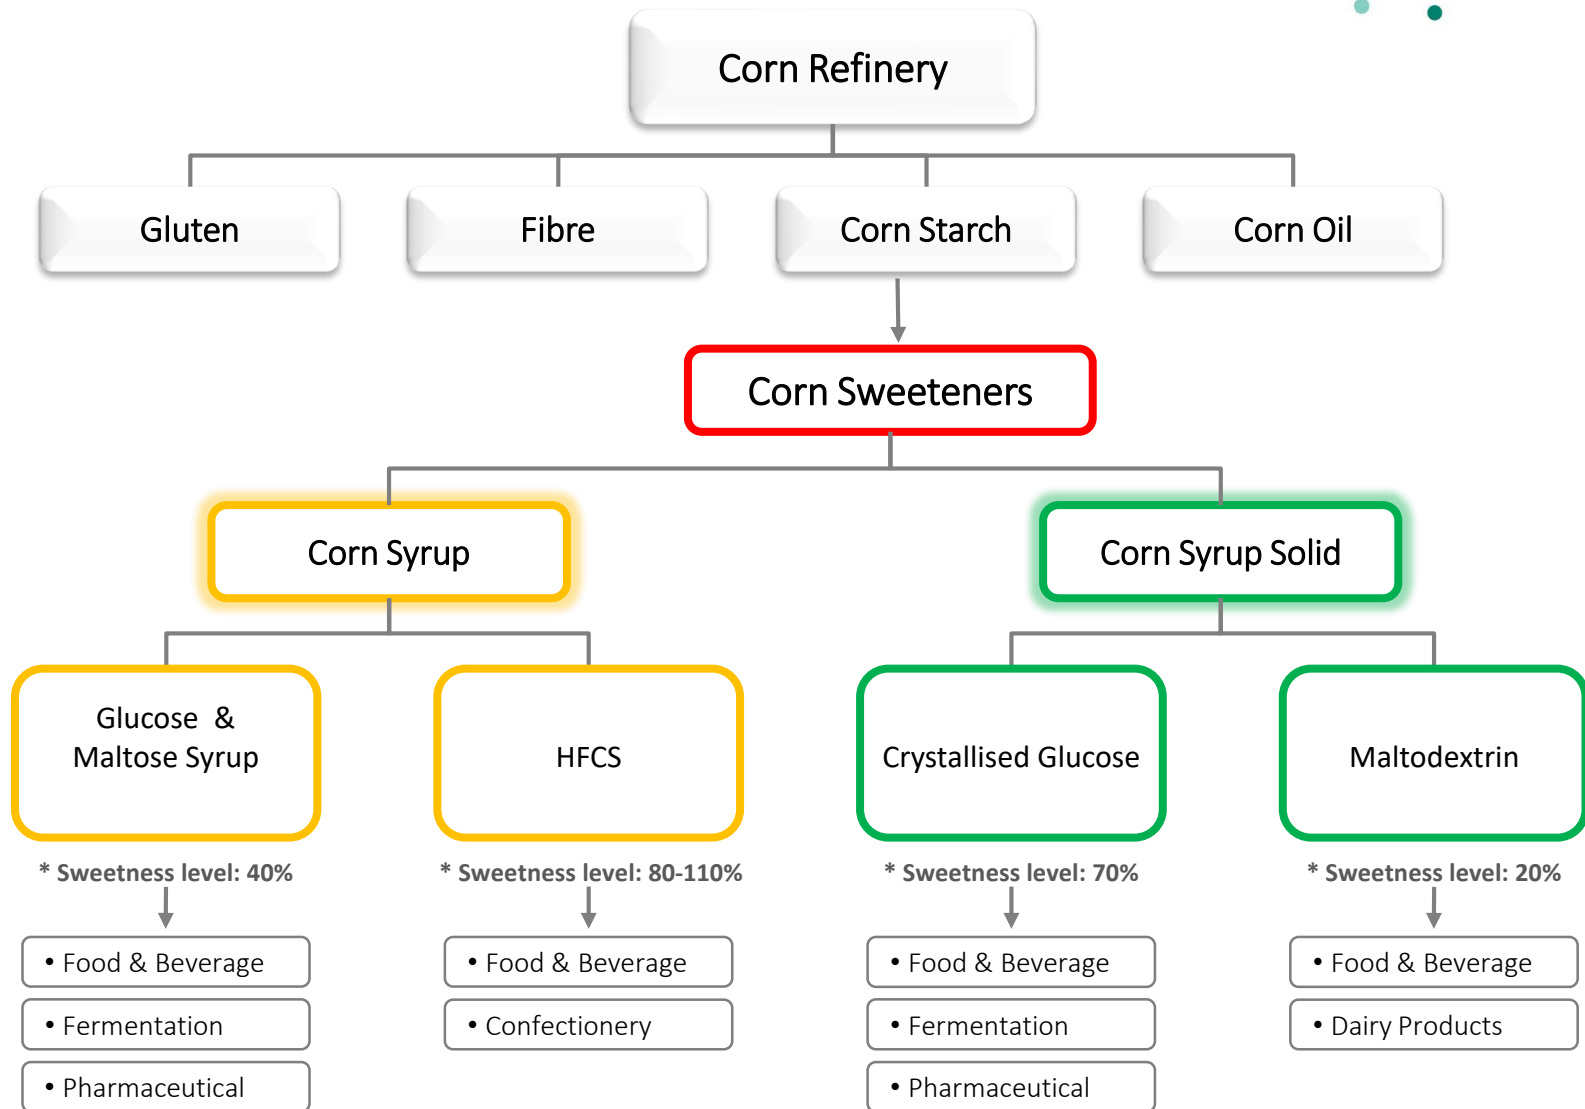 Corn Refinery
Gluten
Fibre
Corn Starch
Corn Oil
Corn Sweeteners
Corn Syrup
Corn Syrup Solid
Glucose &
Maltose Syrup
HFCS
Crystallised Glucose
Maltodextrin
* Sweetness level: 40%
* Sweetness level: 80-110%
* Sweetness level: 70%
* Sweetness level: 20%
• Food & Beverage
• Food & Beverage
• Food & Beverage
• Food & Beverage
• Fermentation
• Confectionery
• Fermentation
• Dairy Products
• Pharmaceutical
• Pharmaceutical